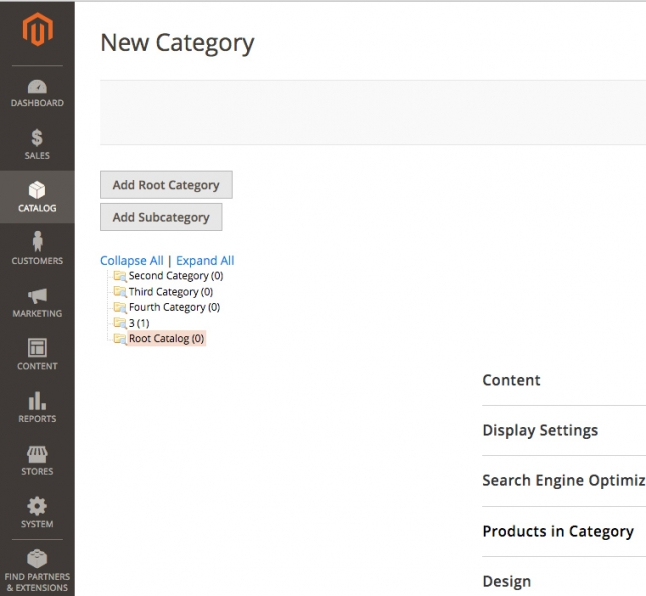 New Category
DASHBOARD
SALES
CATALOG
CUSTOMERS
MARKETING
CONTENT
REPORTS
STORES
SYSTEM
FIND PARTNERS
& EXTENSIONS
Add Root Category
Add Subcategory
Collapse All | Expand All
Second Category (0)
Third Category (0)
Fourth Category (0)
3 (1)
Root Catalog (0)
Content
Display Settings
Search Engine Optimiz
Products in Category
Design